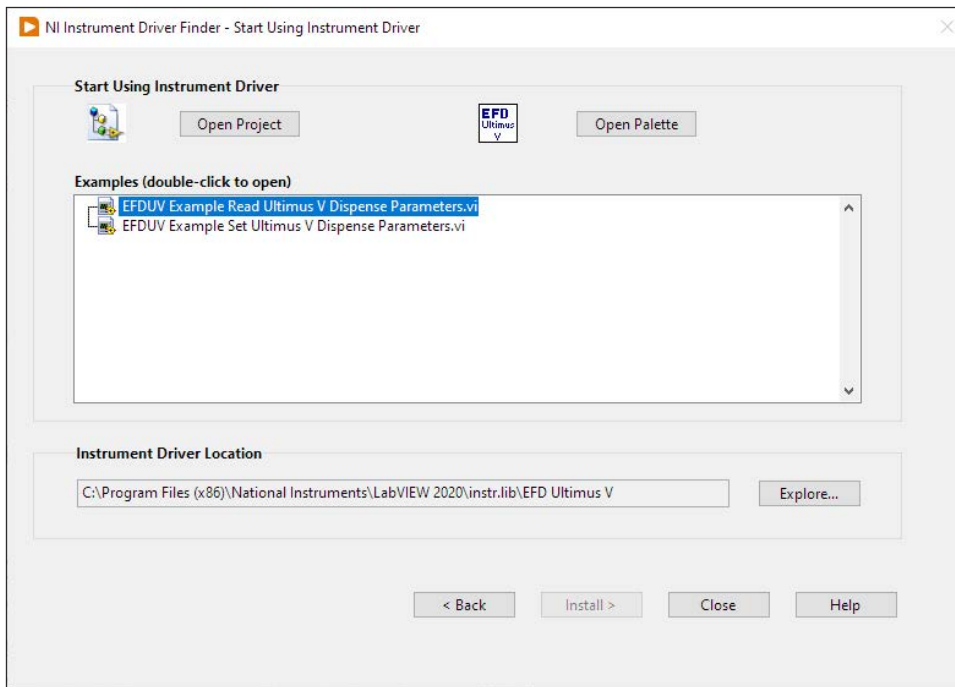 NI Instrument Driver Finder - Start Using Instrument Driver
Start Using Instrument Driver
Open Project
EFD
Ultimus
V
Open Palette
Examples (double-click to open)
EFDUV Example Read Ultimus V Dispense Parameters.vi
EFDUV Example Set Ultimus V Dispense Parameters.vi
Instrument Driver Location
C:\Program Files (x86)\National Instruments\LabVIEW 2020\instr.lib\EFD Ultimus V
Explore...
< Back
Install >
Close
Help